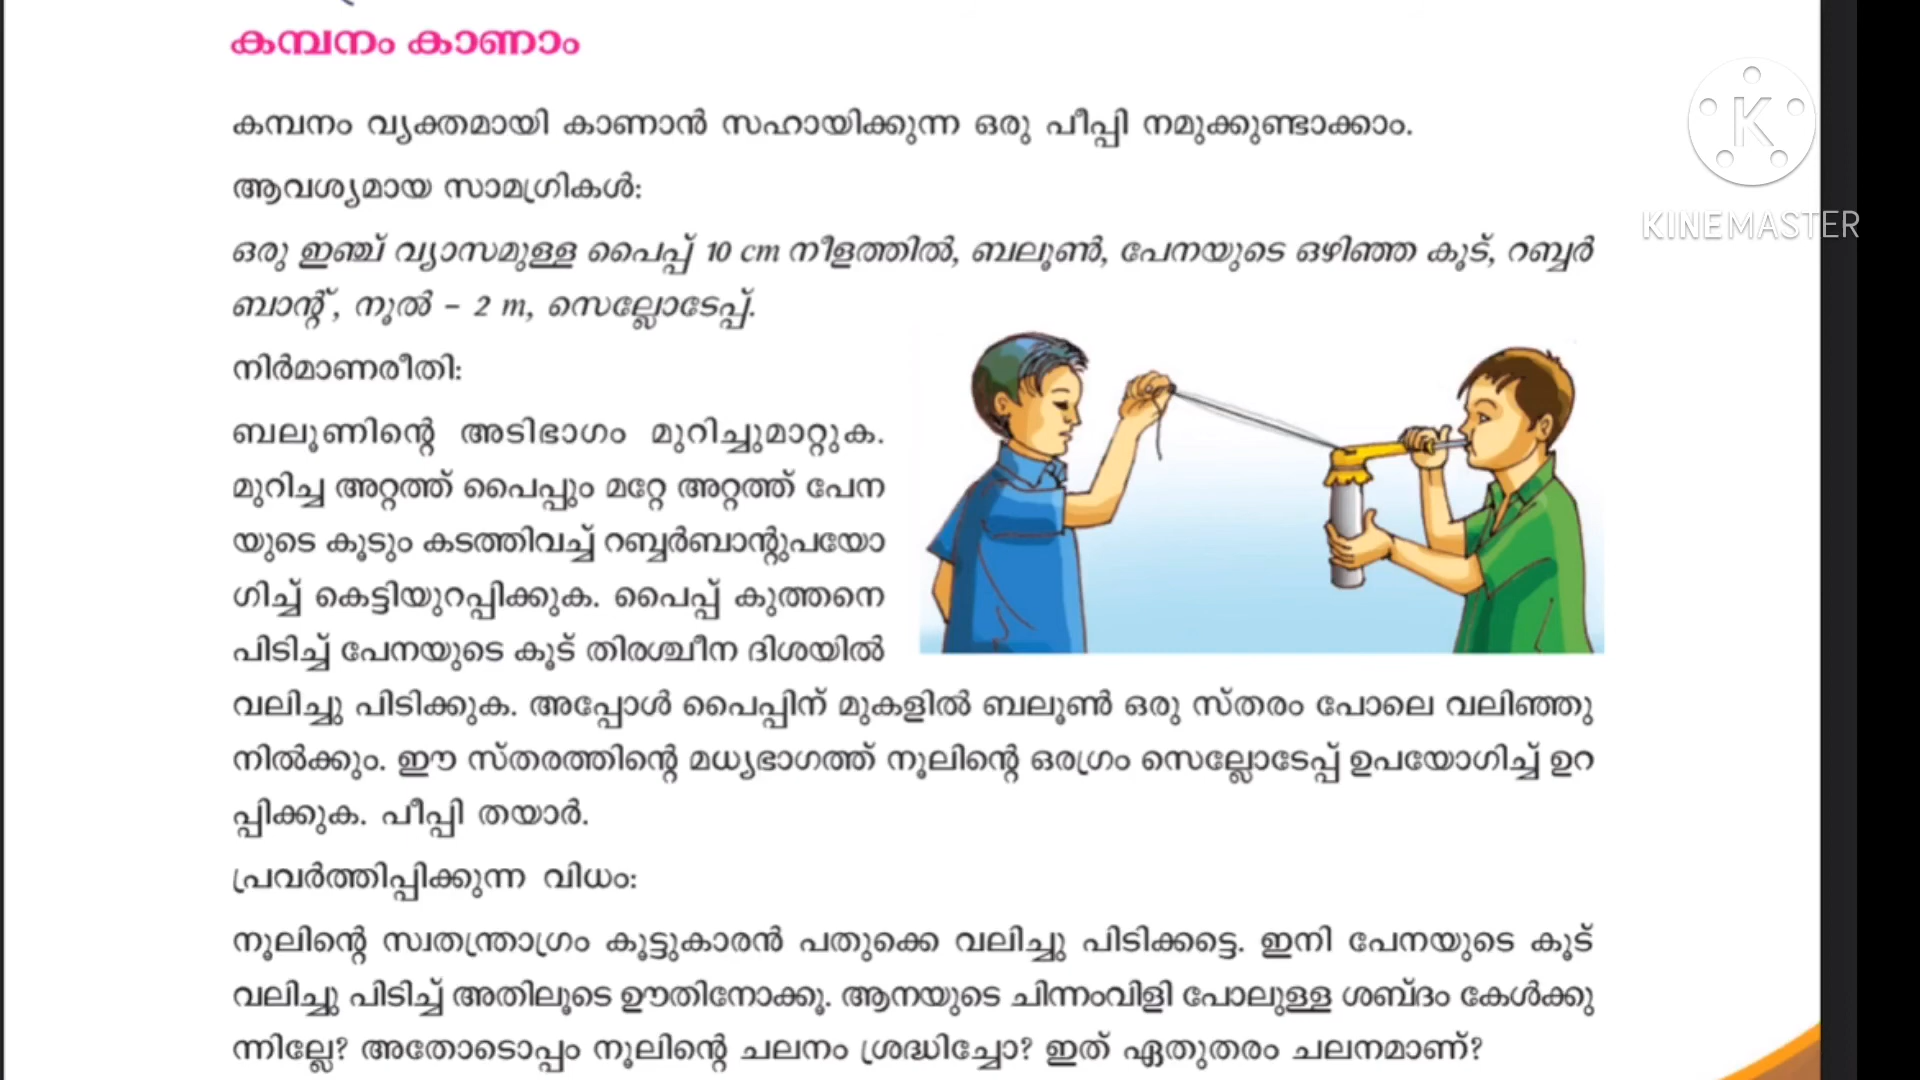 കമ്പനം കാണാം
KINEMASTER
കമ്പനം വ്യക്തമായി കാണാൻ സഹായിക്കുന്ന ഒരു പീപ്പി നമുക്കുണ്ടാക്കാം.
ആവശ്യമായ സാമഗ്രികൾ:
ഒരു ഇഞ്ച് വ്യാസമുള്ള പൈപ്പ് 10 cm നീളത്തിൽ, ബലൂൺ, പേനയുടെ ഒഴിഞ്ഞ കൂട്, റബ്ബർ
ബാന്റ്, നൂൽ – 2 m, സെല്ലോടേപ്പ്.
നിർമാണരീതി:
ബലൂണിന്റെ അടിഭാഗം മുറിച്ചുമാറ്റുക.
മുറിച്ച അറ്റത്ത് പൈപ്പും മറ്റേ അറ്റത്ത് പേന
യുടെ കൂടും കടത്തിവച്ച് റബ്ബർബാന്റുപയോ
ഗിച്ച് കെട്ടിയുറപ്പിക്കുക. പൈപ്പ് കുത്തനെ
പിടിച്ച് പേനയുടെ കൂട് തിരശ്ചീന ദിശയിൽ
വലിച്ചു പിടിക്കുക. അപ്പോൾ പൈപ്പിന് മുകളിൽ ബലൂൺ ഒരു സ്തരം പോലെ വലിഞ്ഞു
നിൽക്കും. ഈ സ്തരത്തിന്റെ മധ്യഭാഗത്ത് നൂലിന്റെ ഒരഗ്രം സെല്ലോടേപ്പ് ഉപയോഗിച്ച് ഉറ
പ്പിക്കുക. പീപ്പി തയാർ.
പ്രവർത്തിപ്പിക്കുന്ന വിധം:
നൂലിന്റെ സ്വതന്ത്രാഗ്രം കൂട്ടുകാരൻ പതുക്കെ വലിച്ചു പിടിക്കട്ടെ. ഇനി പേനയുടെ കൂട്
വലിച്ചു പിടിച്ച് അതിലൂടെ ഊതിനോക്കൂ. ആനയുടെ ചിന്നംവിളി പോലുള്ള ശബ്ദം കേൾക്കു
ന്നില്ലേ? അതോടൊപ്പം നൂലിന്റെ ചലനം ശ്രദ്ധിച്ചോ? ഇത് ഏതുതരം ചലനമാണ്?